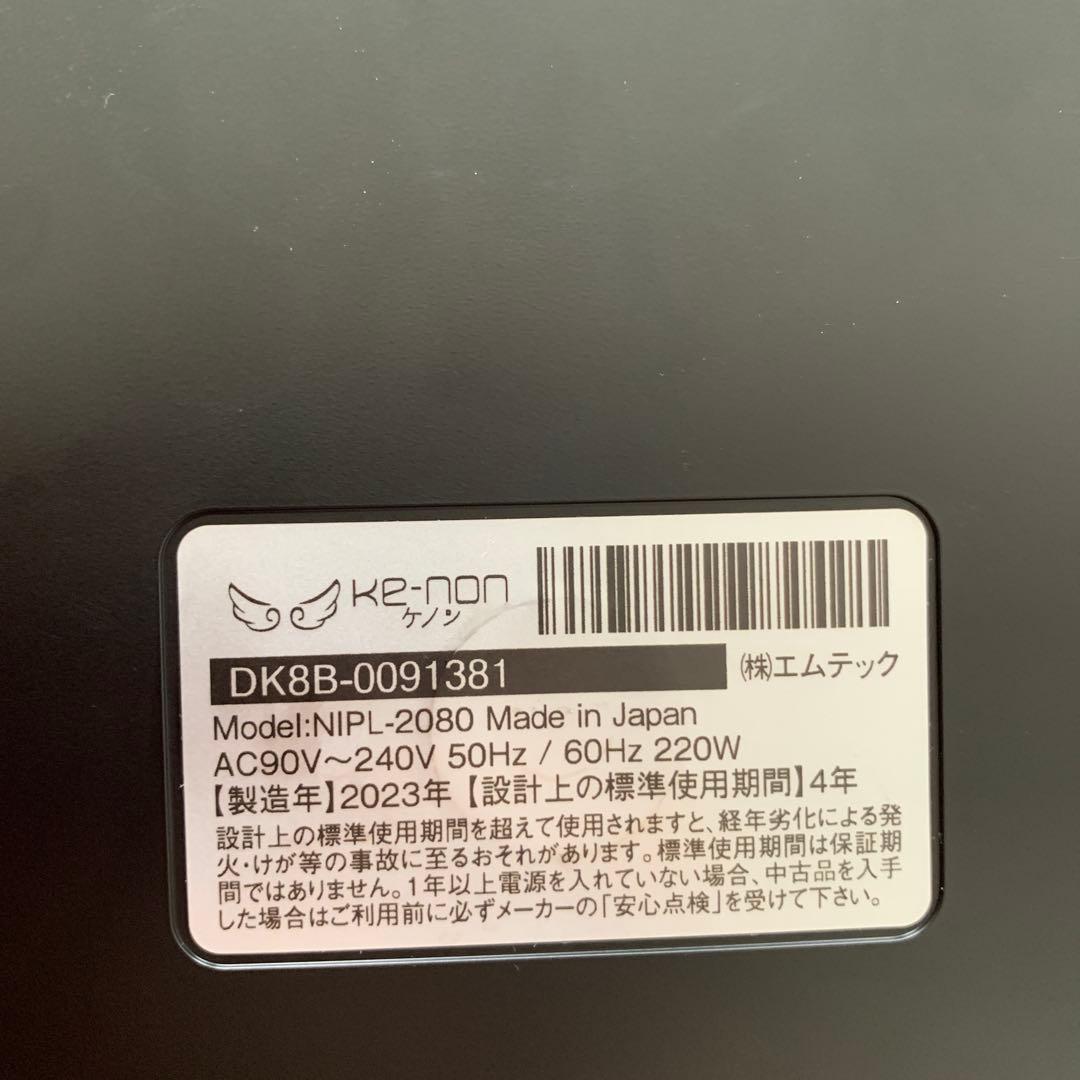 ke-non
ケノン
DK8B-0091381
㈱エムテック
Model:NIPL-2080 Made in Japan
AC90V～240V 50Hz / 60Hz 220W
【製造年】2023年【設計上の標準使用期間】4年
設計上の標準使用期間を超えて使用されますと、経年劣化による発
火・けが等の事故に至るおそれがあります。標準使用期間は保証期
間ではありません。1年以上電源を入れていない場合、中古品を入手
した場合はご利用前に必ずメーカーの「安心点検」を受けて下さい。